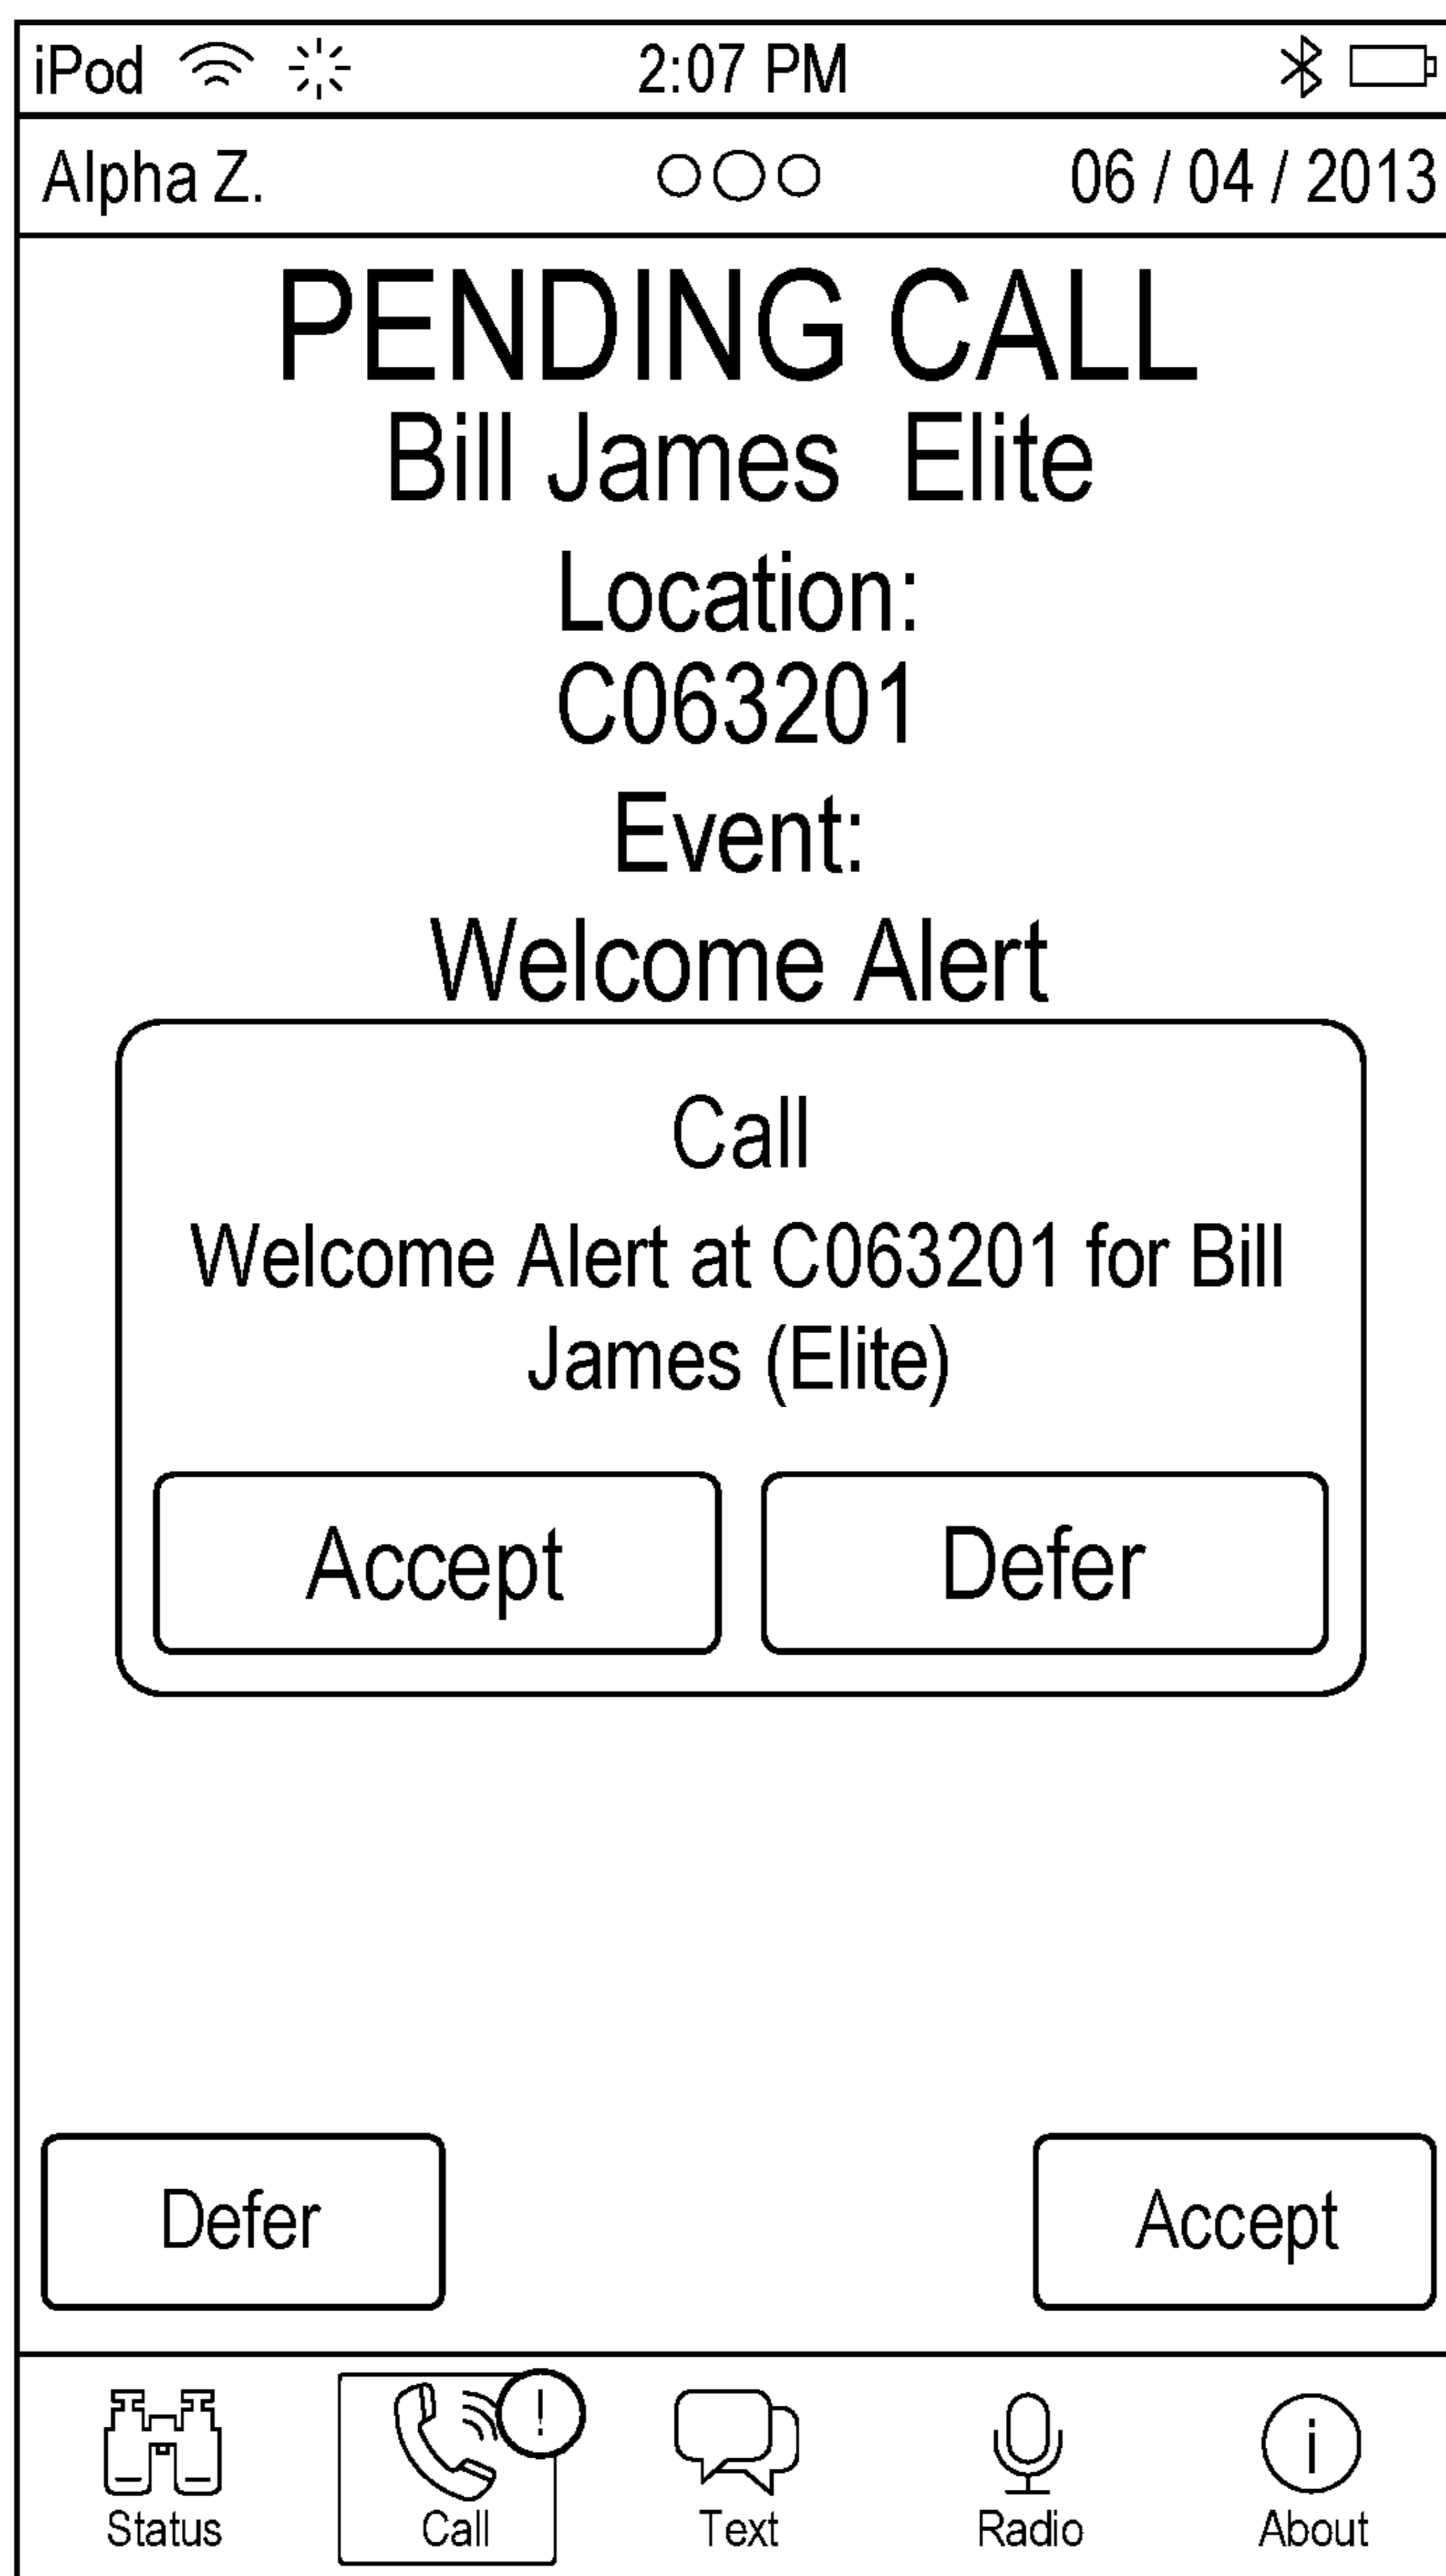 iPod 2:07 PM
Alpha Z. 06 / 04 / 2013
PENDING CALL
Bill James Elite
Location:
C063201
Event:
Welcome Alert
Call
Welcome Alert at C063201 for Bill
James (Elite)
Accept Defer
Defer Accept
!
i
Status Call Text Radio About